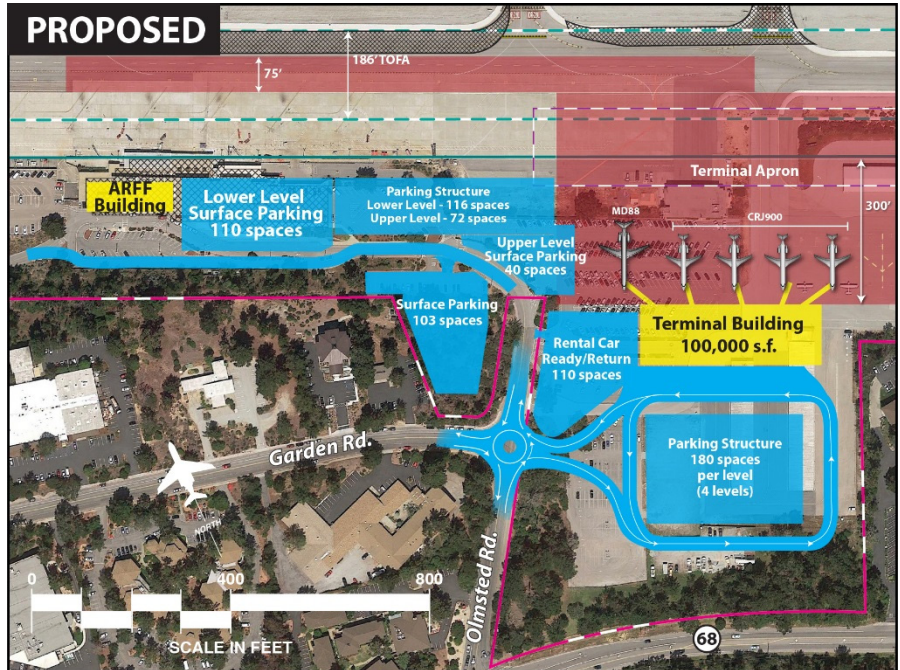 PROPOSED
186' TOFA
75'
Terminal Apron
300'
MD88
CRJ900
ARFF
Building
Lower Level
Surface Parking
110 spaces
Parking Structure
Lower Level - 116 spaces
Upper Level - 72 spaces
Upper Level
Surface Parking
40 spaces
Surface Parking
103 spaces
Terminal Building
100,000 s.f.
Rental Car
Ready/Return
110 spaces
Parking Structure
180 spaces
per level
(4 levels)
Garden Rd.
Olmsted Rd.
NORTH
0
400
800
SCALE IN FEET
68